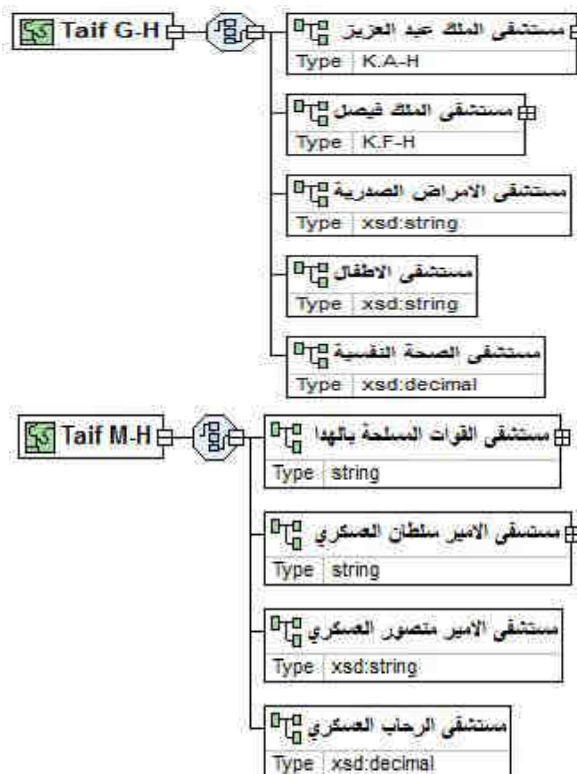 Taif G-H
مستشفى الملك عبد العزيز
Type K.A-H
مستشفى الملك فيصل
Type K.F-H
مستشفى الامراض الصدرية
Type xsd:string
مستشفى الاطفال
Type xsd:string
مستشفى الصحة النفسية
Type xsd:decimal
Taif M-H
مستشفى القوات المسلحة بالهدا
Type string
مستسفى الامير سلطان العسكري
Type string
مستشفى الامير منصور العسكري
Type xsd:string
مستشفى الرحاب العسكري
Type xsd:decimal